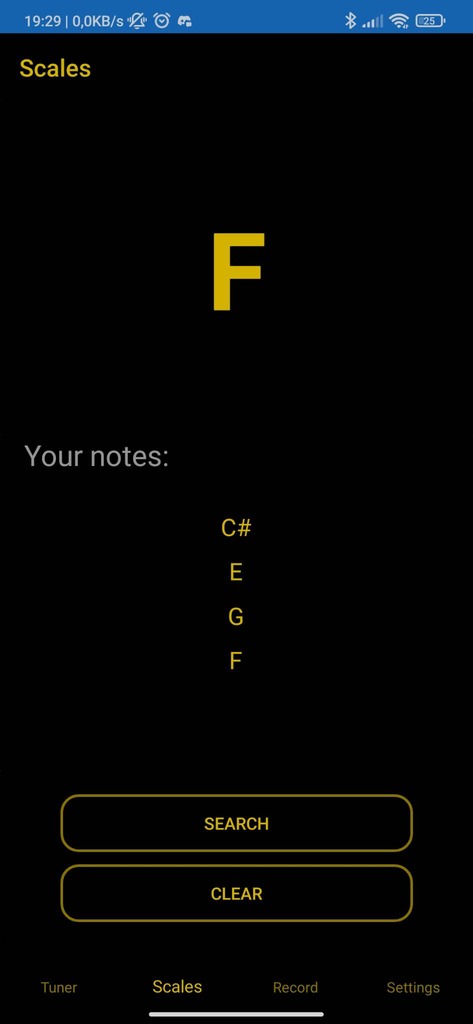 19:29 | 0,0KB/s 25
Scales
F
Your notes:
C#
E
G
F
SEARCH
CLEAR
Tuner Scales Record Settings